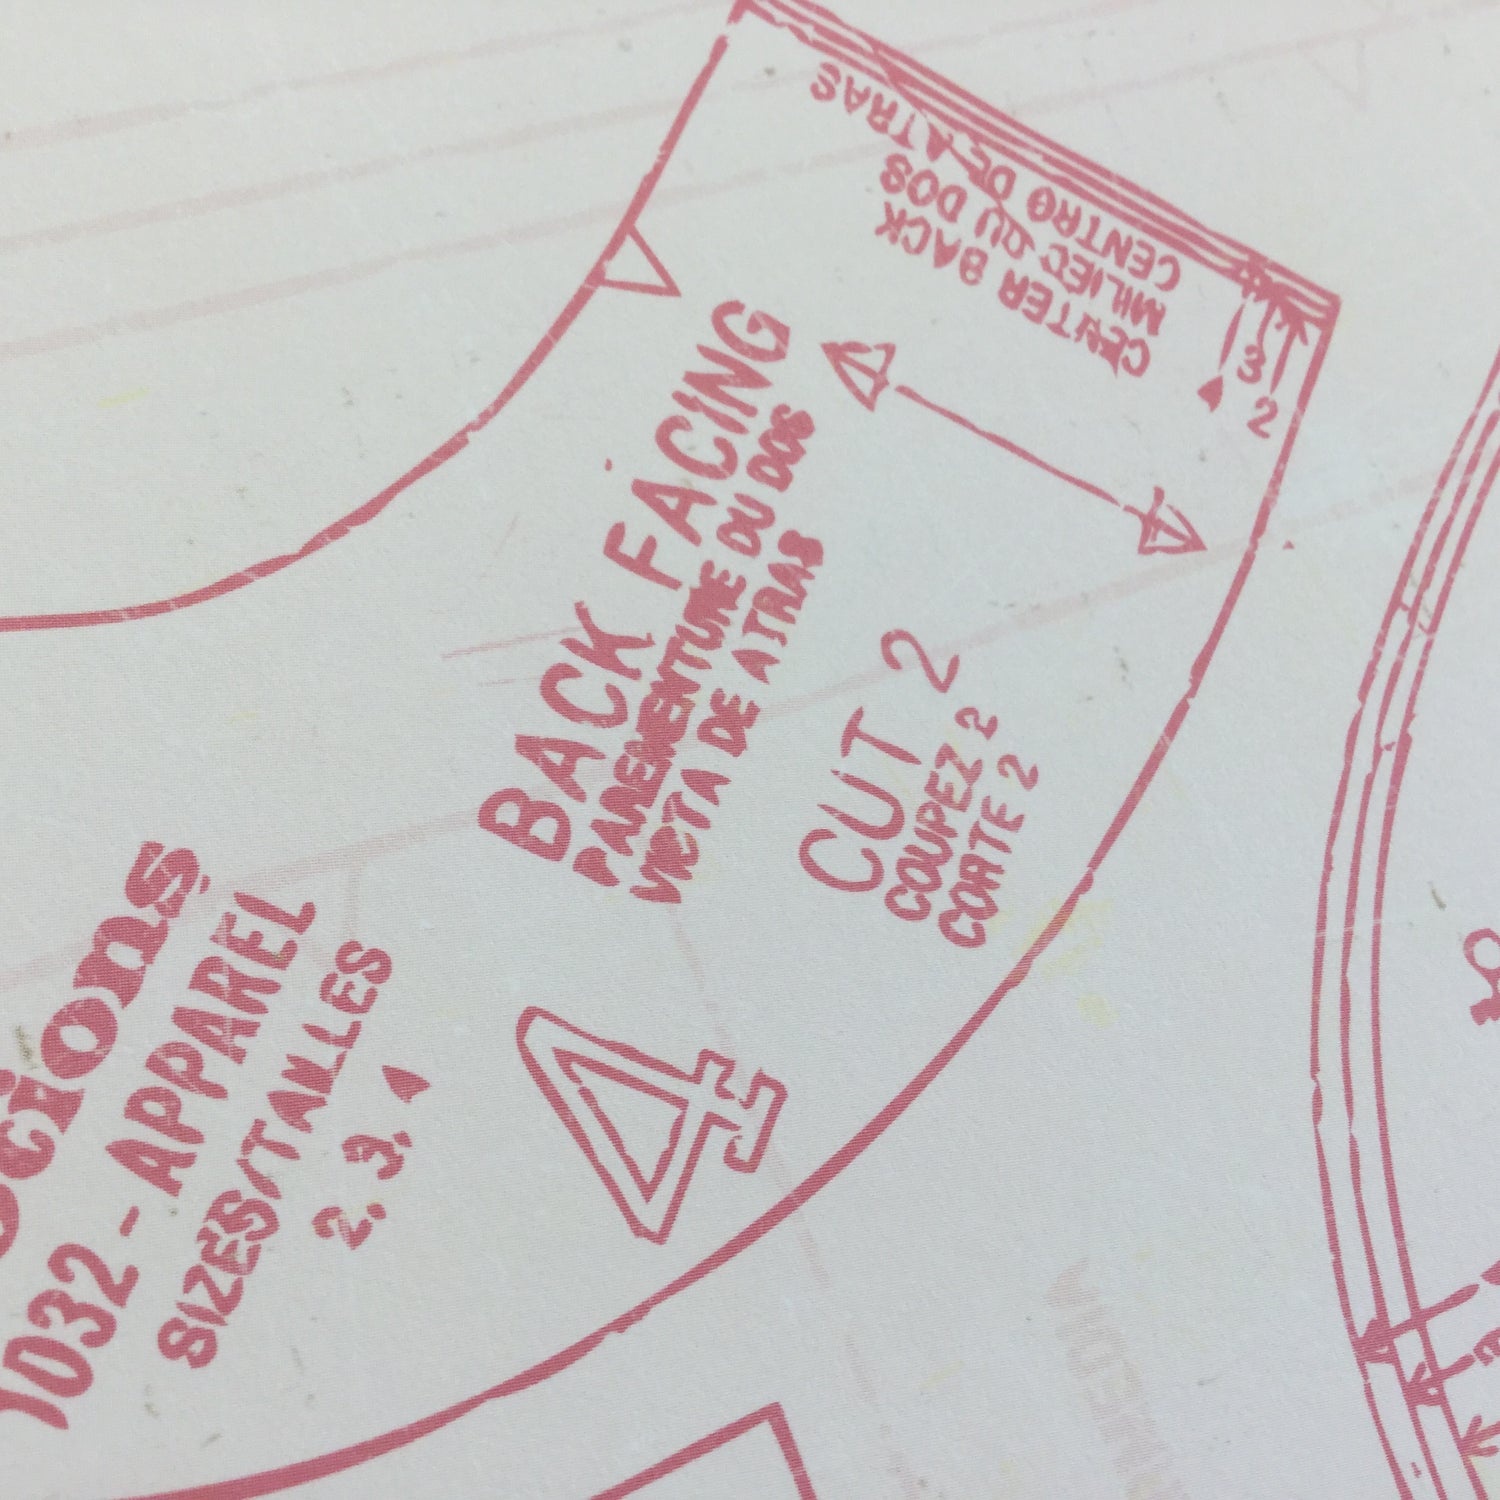 CENTER BACK
MILIEU DU DOS
CENTRO DE ATRAS
3
2
BACK FACING
PAREMENTURE DU DOS
VISTA DE ATRAS
CUT 2
COUPEZ 2
CORTE 2
4
1032 - APPAREL
SIZES/TALLES
2, 3, 4